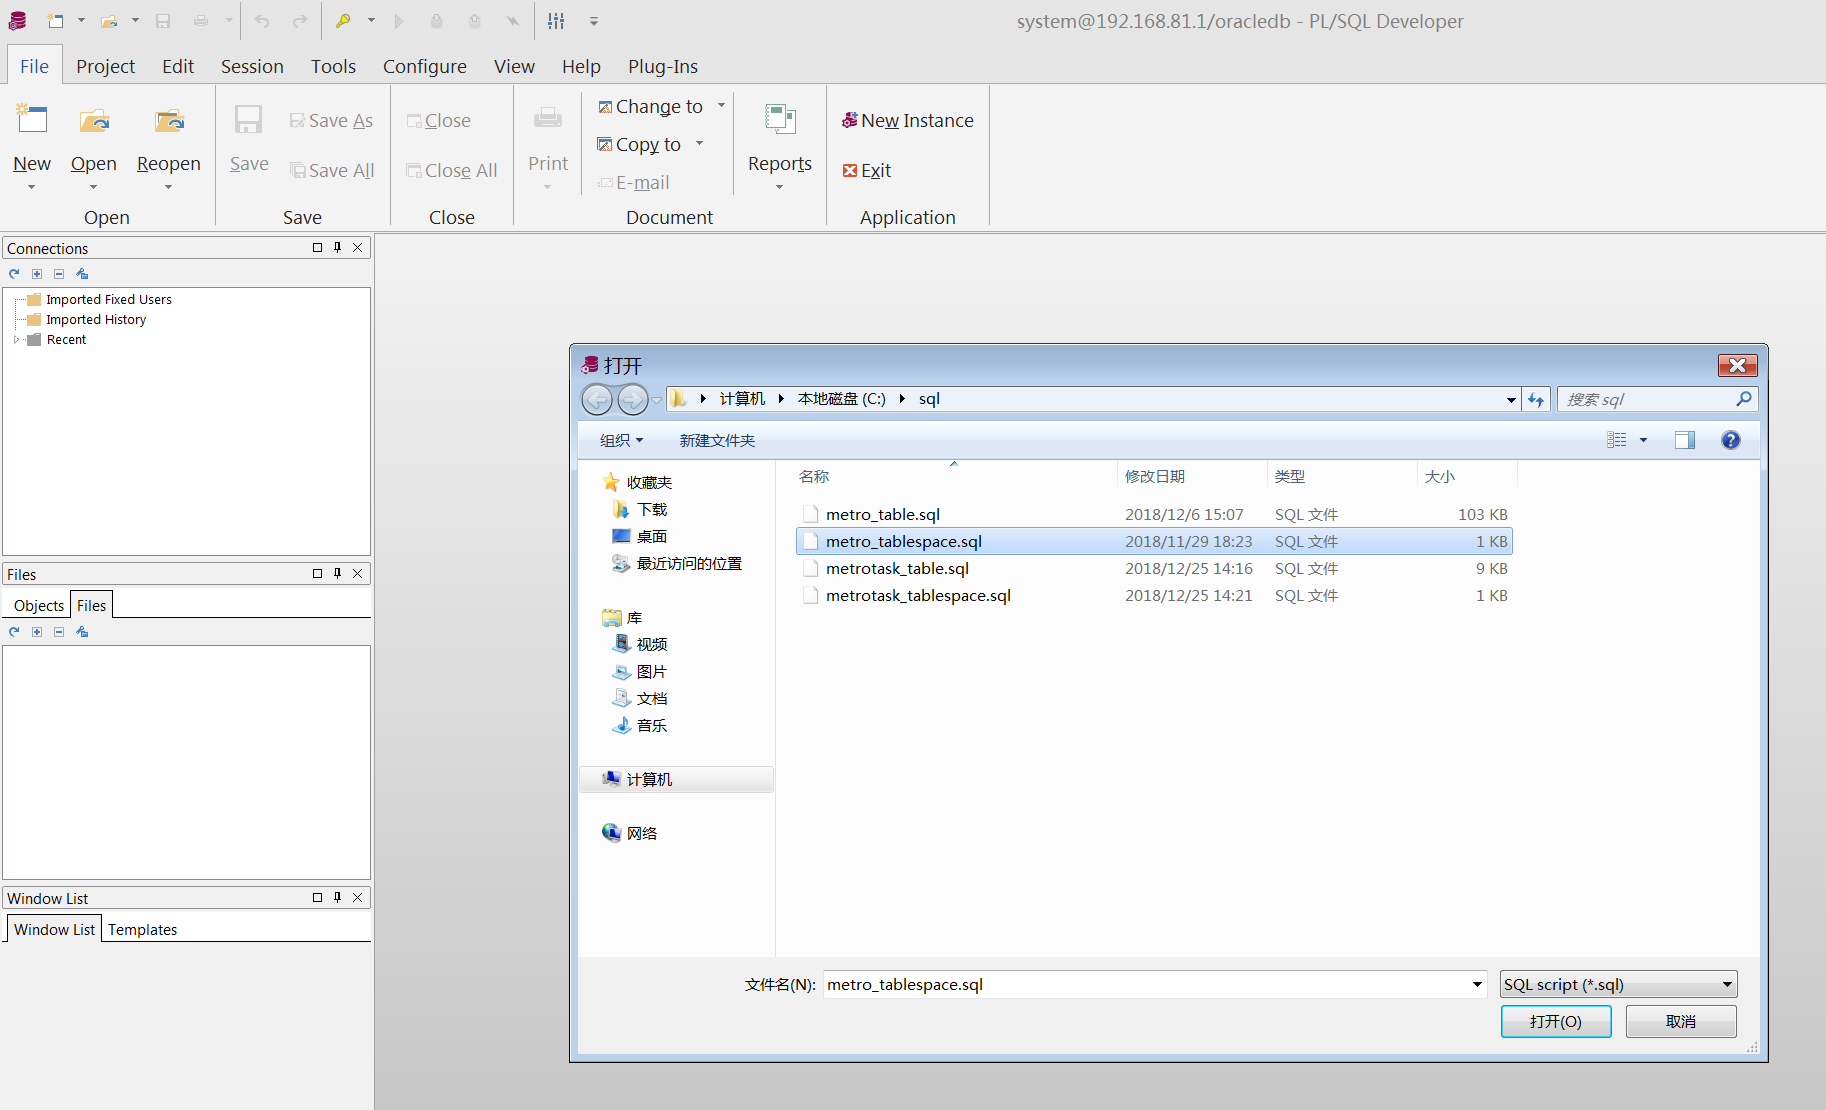 system@192.168.81.1/oracledb - PL/SQL Developer
File Project Edit Session Tools Configure View Help Plug-Ins
New Open Reopen
Open
Save Save As
Save All
Save
Close
Close All
Close
Print
Change to
Copy to
E-mail
Document
Reports
New Instance
Exit
Application
Connections
Imported Fixed Users
Imported History
Recent
Files
Objects Files
Window List
Window List Templates
打开
计算机 本地磁盘 (C:) sql
搜索 sql
组织 新建文件夹
收藏夹
下载
桌面
最近访问的位置
库
视频
图片
文档
音乐
计算机
网络
名称 修改日期 类型 大小
metro_table.sql 2018/12/6 15:07 SQL 文件 103 KB
metro_tablespace.sql 2018/11/29 18:23 SQL 文件 1 KB
metrotask_table.sql 2018/12/25 14:16 SQL 文件 9 KB
metrotask_tablespace.sql 2018/12/25 14:21 SQL 文件 1 KB
文件名(N): metro_tablespace.sql SQL script (*.sql)
打开(O) 取消